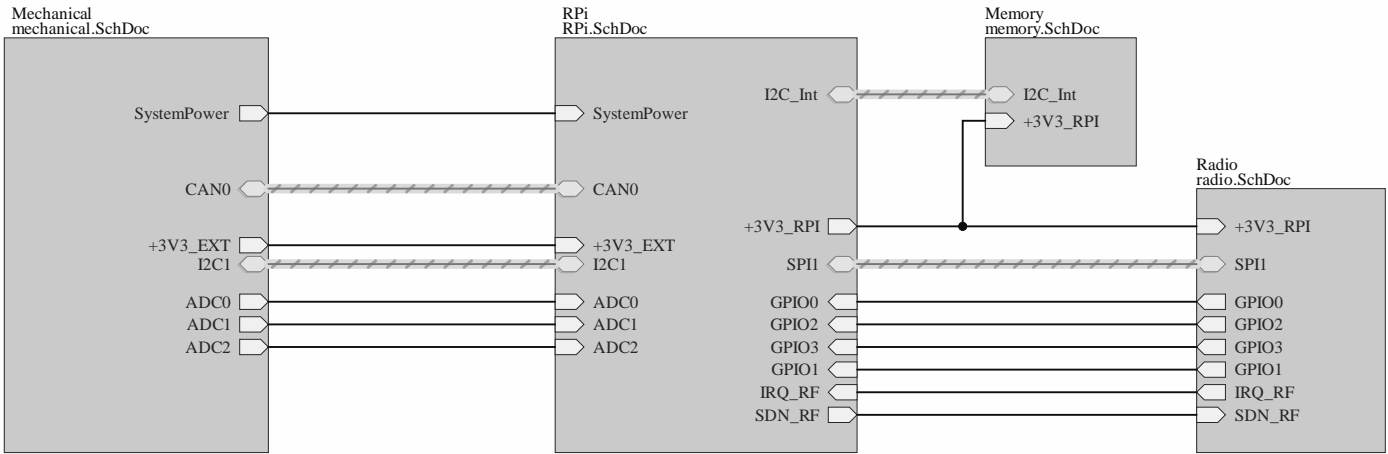 Mechanical
mechanical.SchDoc
SystemPower
CAN0
+3V3_EXT
I2C1
ADC0
ADC1
ADC2
RPi
RPi.SchDoc
SystemPower
CAN0
+3V3_EXT
I2C1
ADC0
ADC1
ADC2
I2C_Int
+3V3_RPI
SPI1
GPIO0
GPIO2
GPIO3
GPIO1
IRQ_RF
SDN_RF
Memory
memory.SchDoc
I2C_Int
+3V3_RPI
Radio
radio.SchDoc
+3V3_RPI
SPI1
GPIO0
GPIO2
GPIO3
GPIO1
IRQ_RF
SDN_RF